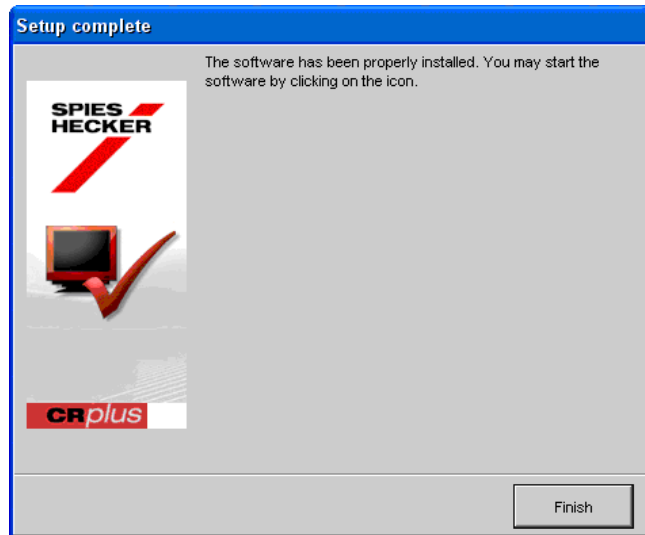 Setup complete
The software has been properly installed. You may start the
software by clicking on the icon.
SPIES
HECKER
CRplus
Finish